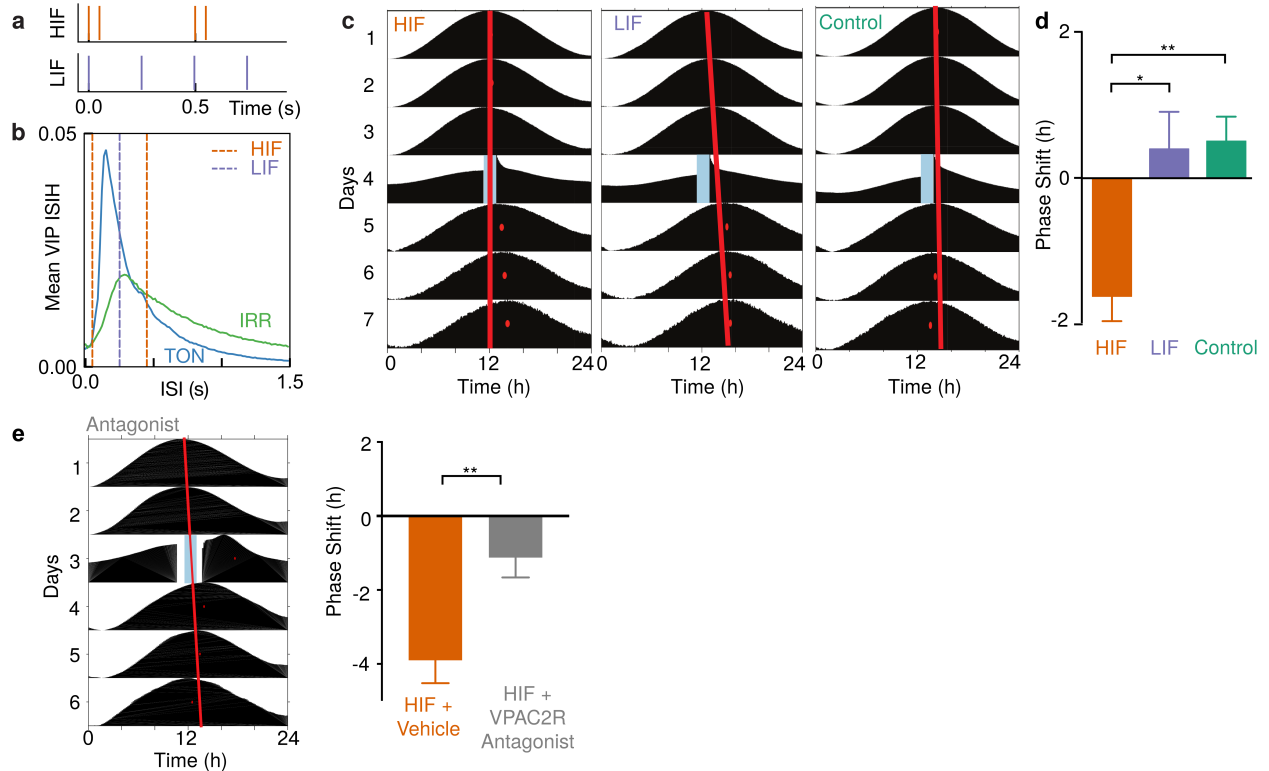 a
HIF
LIF
0.0 0.5 Time (s)
b
0.05
HIF
LIF
Mean VIP ISIH
IRR
TON
0.00
0.0 1.5
ISI (s)
c
HIF LIF Control
Days
1
2
3
4
5
6
7
0 12 24 0 12 24 0 12 24
Time (h) Time (h) Time (h)
d
2
**
*
0
Phase Shift (h)
-2
HIF LIF Control
e
Antagonist
Days
1
2
3
4
5
6
0 12 24
Time (h)
2
**
0
Phase Shift (h)
-2
-4
HIF +
Vehicle
HIF +
VPAC2R
Antagonist